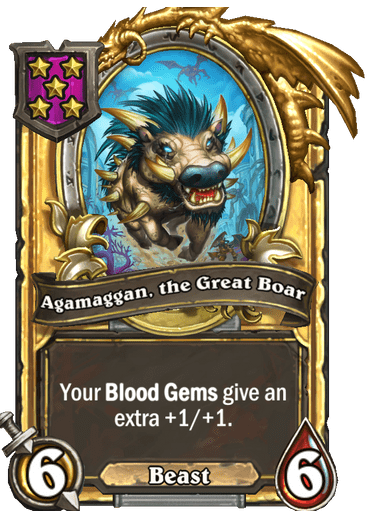 Agamaggan, the Great Boar
Your Blood Gems give an
extra +1/+1.
6
Beast
6